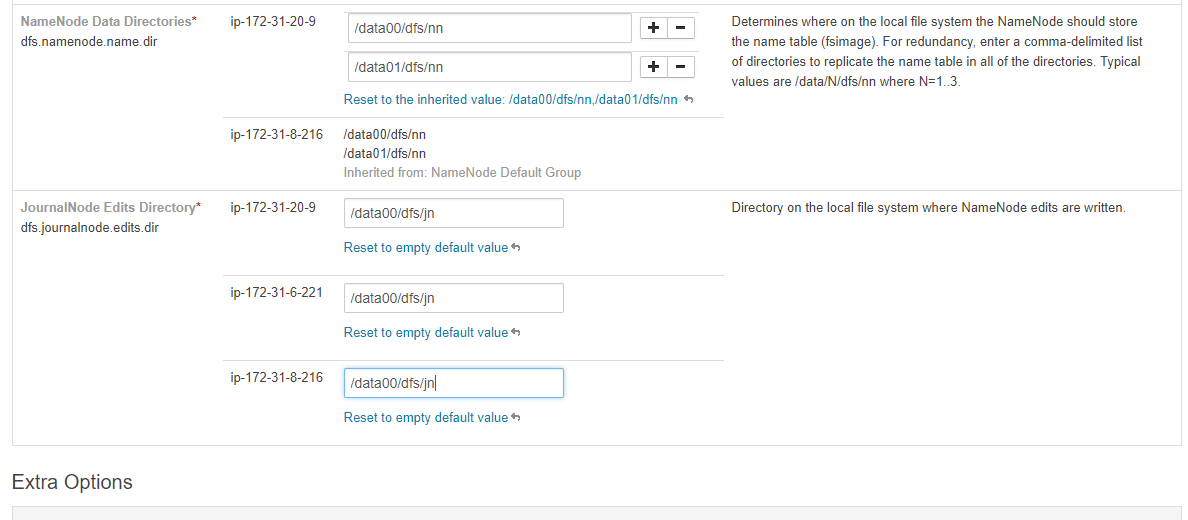 NameNode Data Directories*
dfs.namenode.name.dir
ip-172-31-20-9
/data00/dfs/nn
/data01/dfs/nn
Reset to the inherited value: /data00/dfs/nn,/data01/dfs/nn
Determines where on the local file system the NameNode should store
the name table (fsimage). For redundancy, enter a comma-delimited list
of directories to replicate the name table in all of the directories. Typical
values are /data/N/dfs/nn where N=1..3.
ip-172-31-8-216
/data00/dfs/nn
/data01/dfs/nn
Inherited from: NameNode Default Group
JournalNode Edits Directory*
dfs.journalnode.edits.dir
ip-172-31-20-9
/data00/dfs/jn
Reset to empty default value
Directory on the local file system where NameNode edits are written.
ip-172-31-6-221
/data00/dfs/jn
Reset to empty default value
ip-172-31-8-216
/data00/dfs/jn
Reset to empty default value
Extra Options